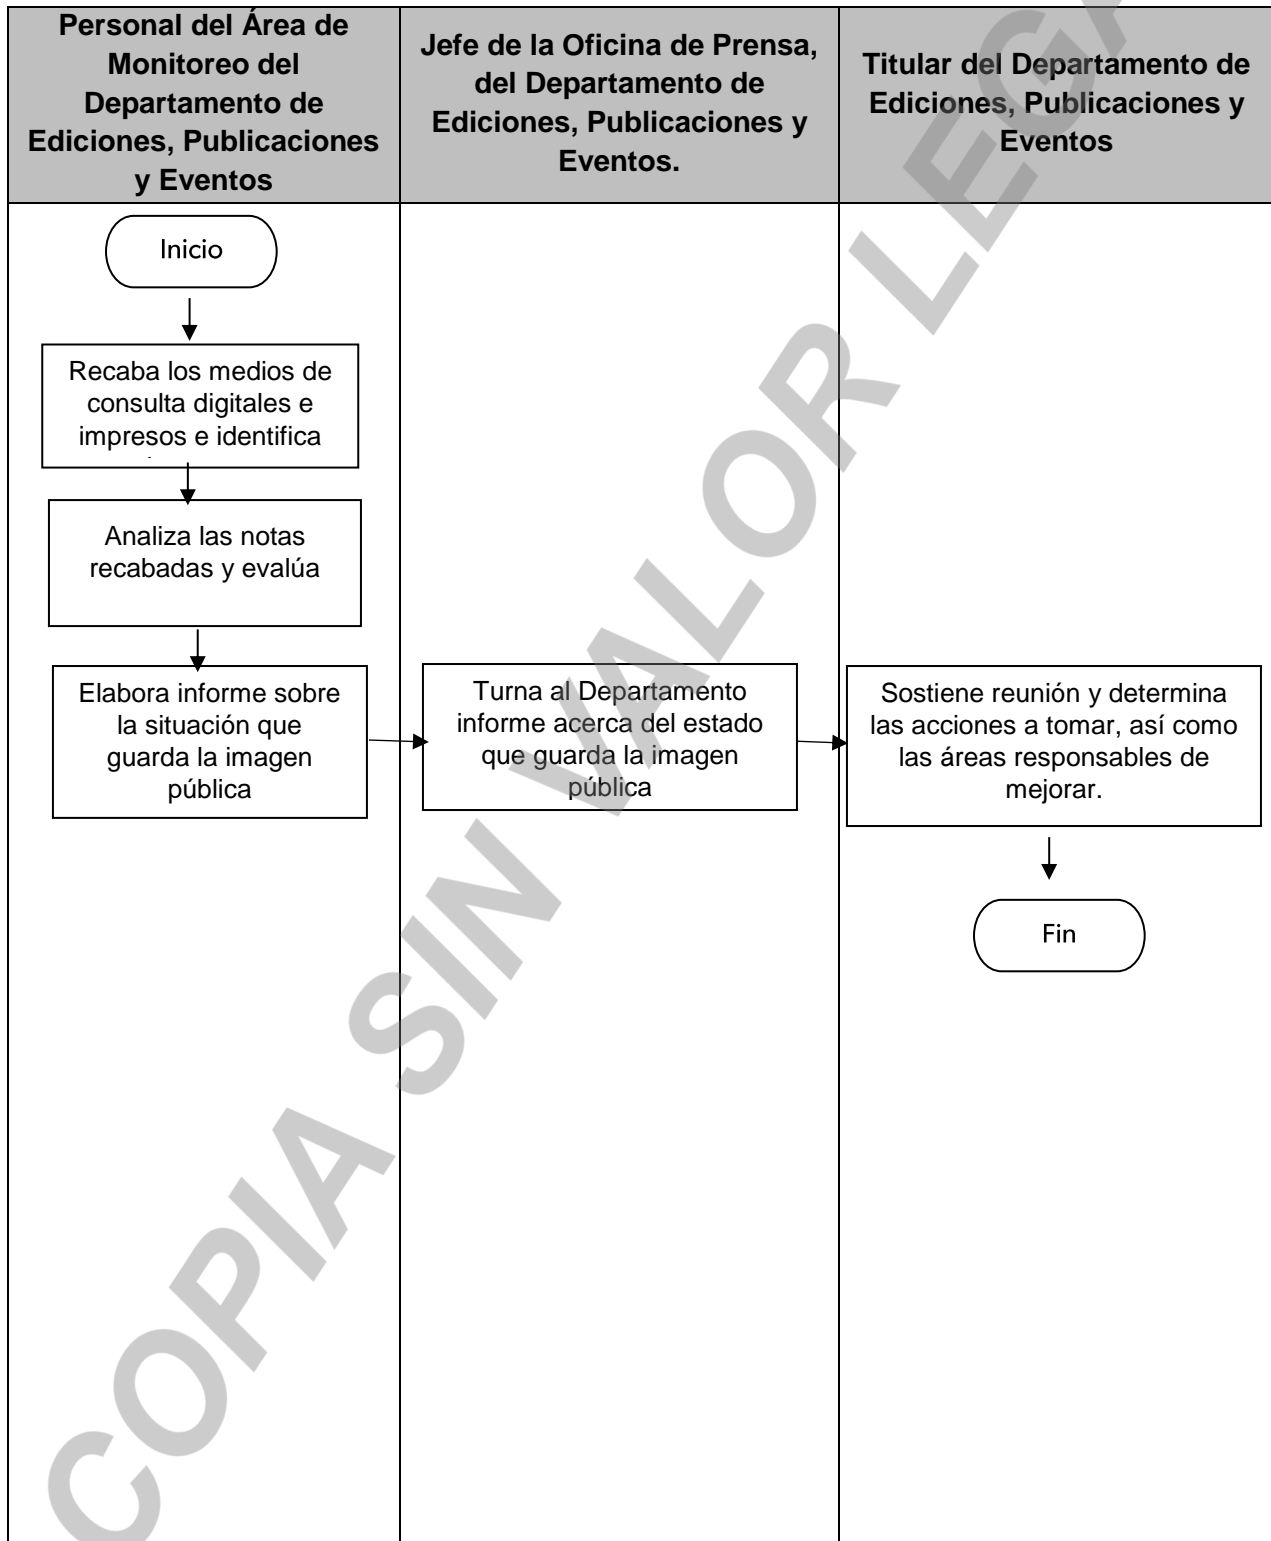 Personal del Área de
Monitoreo del
Departamento de
Ediciones, Publicaciones
y Eventos
Jefe de la Oficina de Prensa,
del Departamento de
Ediciones, Publicaciones y
Eventos.
Titular del Departamento de
Ediciones, Publicaciones y
Eventos
Inicio
Recaba los medios de
consulta digitales e
impresos e identifica
Analiza las notas
recabadas y evalúa
Elabora informe sobre
la situación que
guarda la imagen
pública
Turna al Departamento
informe acerca del estado
que guarda la imagen
pública
Sostiene reunión y determina
las acciones a tomar, así como
las áreas responsables de
mejorar.
Fin
COPIA SIN VALOR LEGA